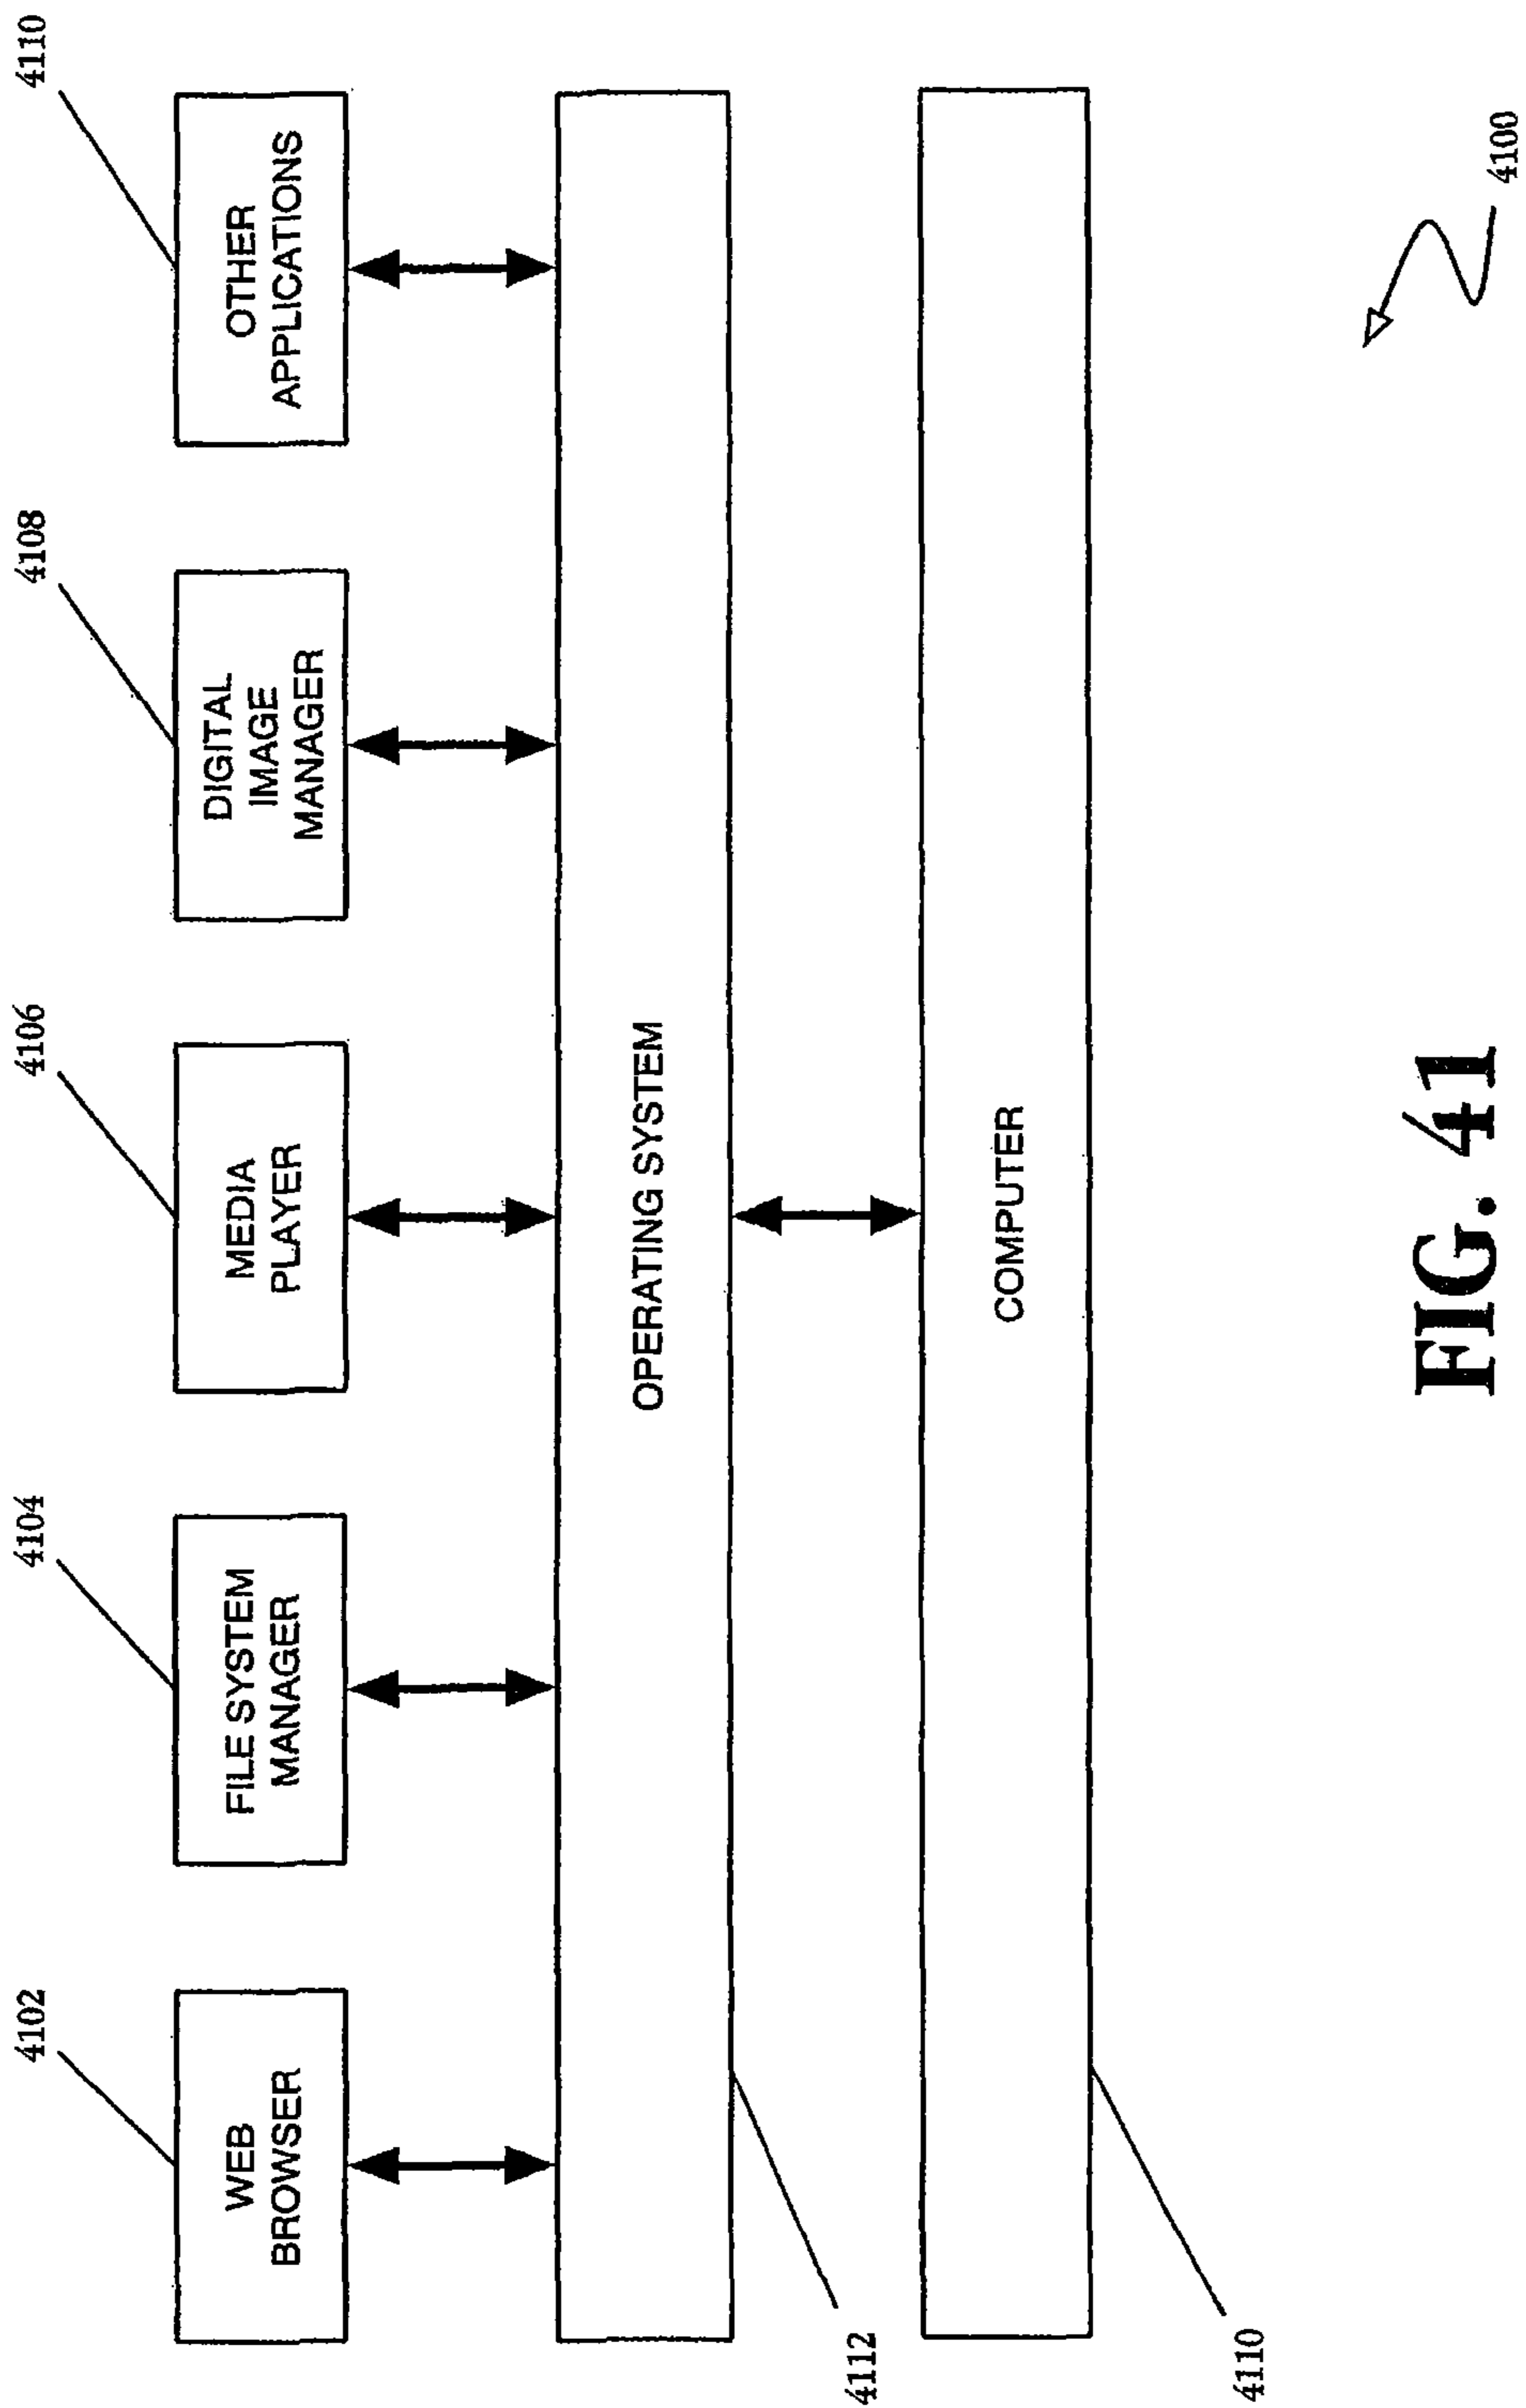 4102
4104
4106
4108
4110
WEB
BROWSER
FILE SYSTEM
MANAGER
MEDIA
PLAYER
DIGITAL
IMAGE
MANAGER
OTHER
APPLICATIONS
OPERATING SYSTEM
4112
COMPUTER
4110
4100
FIG. 41